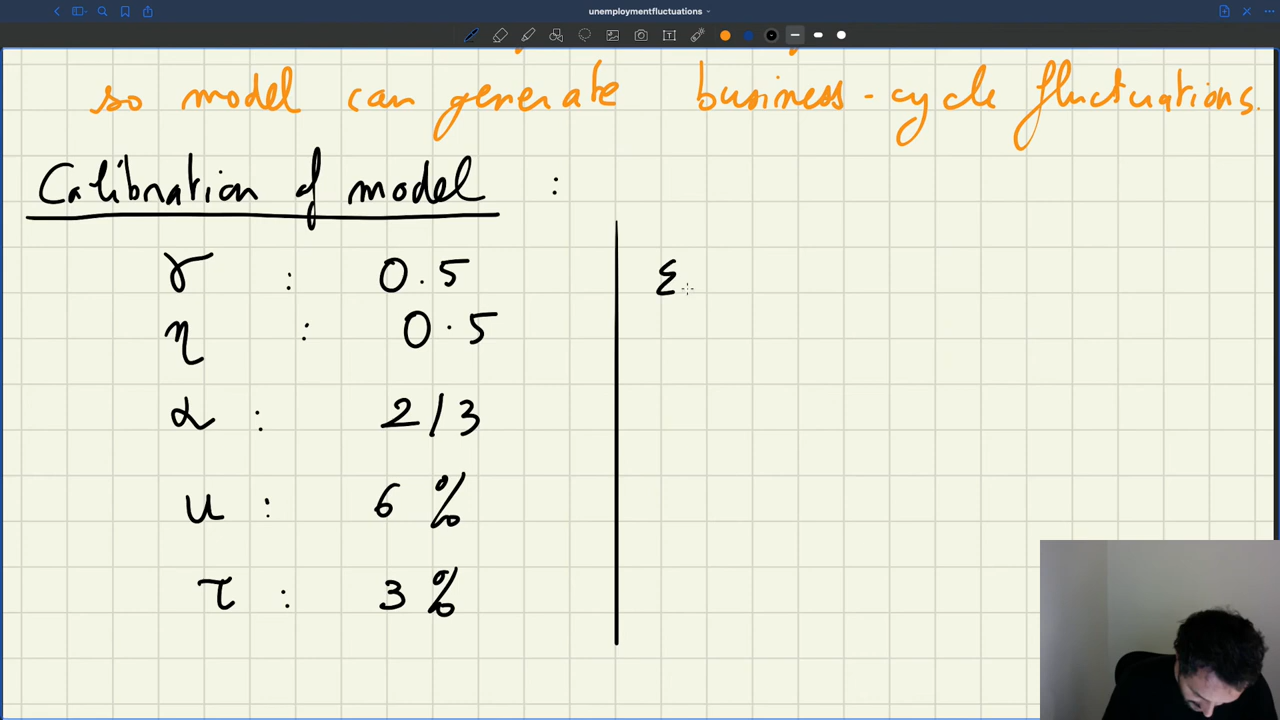 unemploymentfluctuations
so model can generate business-cycle fluctuations.
Calibration of model :
γ : 0.5
η : 0.5
α : 2/3
u : 6 %
τ : 3 %
ε